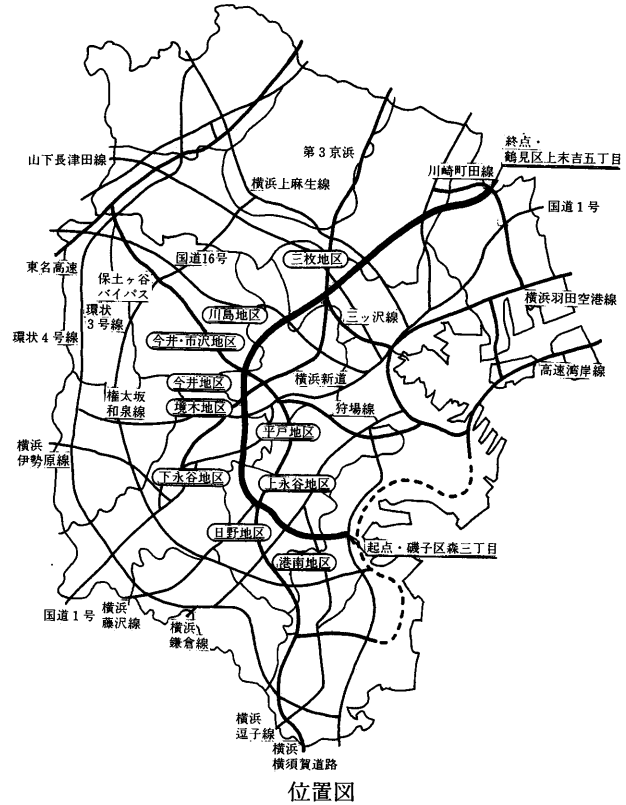 終点・
鶴見区上末吉五丁目
第3京浜
川崎町田線
山下長津田線
横浜上麻生線
国道1号
国道16号
三枚地区
東名高速
保土ヶ谷
バイパス
横浜羽田空港線
環状
3号線
川島地区
三ッ沢線
環状4号線
今井・市沢地区
高速湾岸線
今井地区
横浜新道
権太坂
和泉線
境木地区
狩場線
平戸地区
横浜
伊勢原線
下永谷地区
上永谷地区
日野地区
起点・磯子区森三丁目
港南地区
国道1号
横浜
藤沢線
横浜
鎌倉線
横浜
逗子線
横浜
横須賀道路
位置図